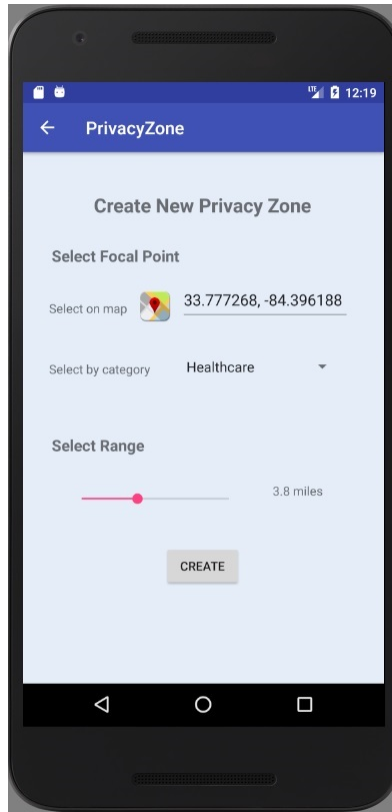 LTE 12:19
PrivacyZone
Create New Privacy Zone
Select Focal Point
Select on map 33.777268, -84.396188
Select by category Healthcare
Select Range
3.8 miles
CREATE